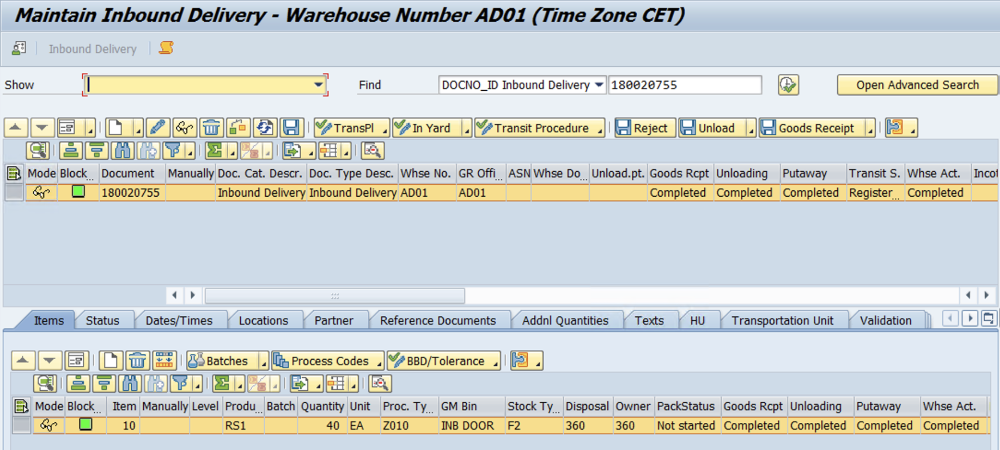 Maintain Inbound Delivery - Warehouse Number AD01 (Time Zone CET)
Inbound Delivery
Show Find DOCNO_ID Inbound Delivery 180020755 Open Advanced Search
TransPl In Yard Transit Procedure Reject Unload Goods Receipt
Mode Block... Document Manually Doc. Cat. Descr. Doc. Type Desc. Whse No. GR Offi... ASN Whse Do... Unload.pt. Goods Rcpt Unloading Putaway Transit S. Whse Act. Incot
180020755 Inbound Delivery Inbound Delivery AD01 AD01 Completed Completed Completed Register... Completed
Items Status Dates/Times Locations Partner Reference Documents Addnl Quantities Texts HU Transportation Unit Validation
Batches Process Codes BBD/Tolerance
Mode Block... Item Manually Level Produ... Batch Quantity Unit Proc. Ty... GM Bin Stock Ty... Disposal Owner PackStatus Goods Rcpt Unloading Putaway Whse Act.
10 RS1 40 EA Z010 INB DOOR F2 360 360 Not started Completed Completed Completed Completed